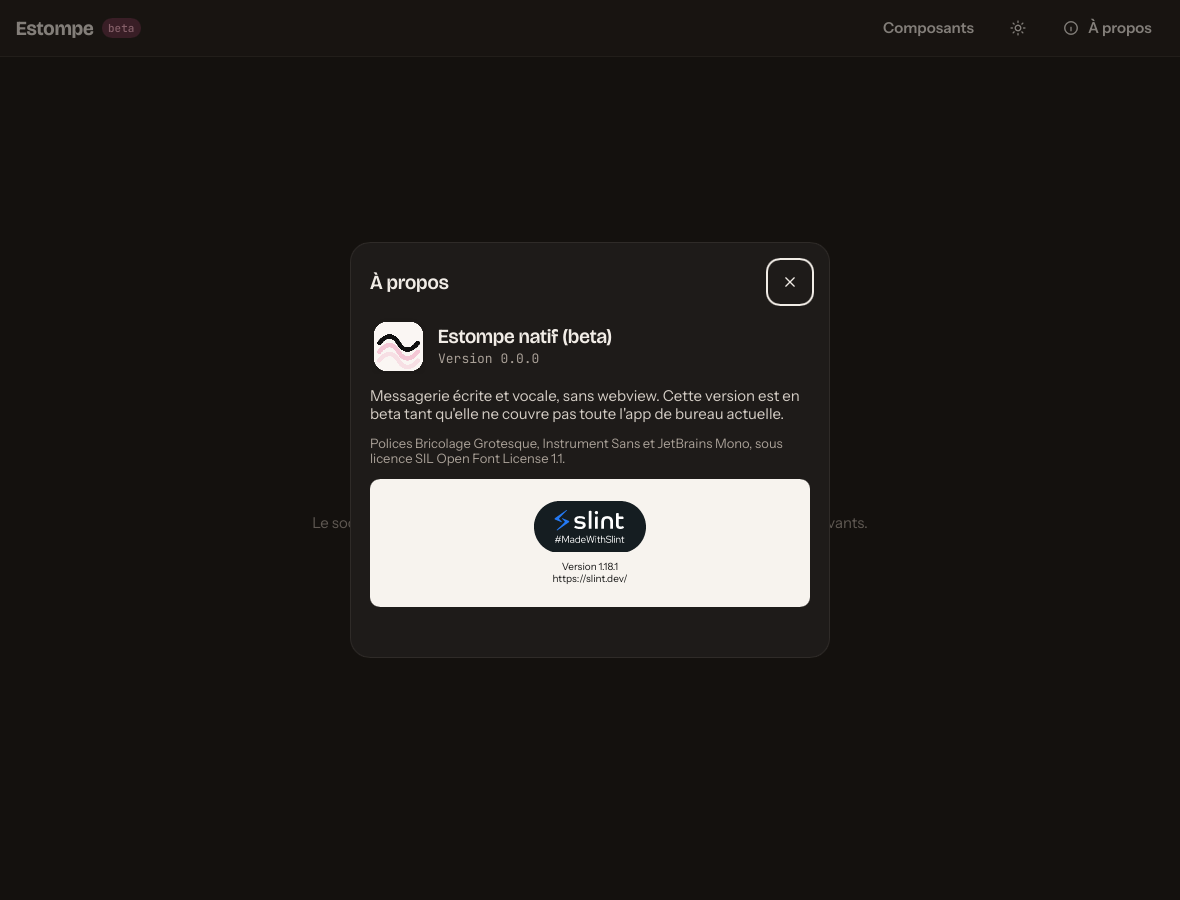 Estompe beta
Composants
À propos
À propos
Estompe natif (beta)
Version 0.0.0
Messagerie écrite et vocale, sans webview. Cette version est en
beta tant qu'elle ne couvre pas toute l'app de bureau actuelle.
Polices Bricolage Grotesque, Instrument Sans et JetBrains Mono, sous
licence SIL Open Font License 1.1.
Le
slint
#MadeWithSlint
Version 1.18.1
https://slint.dev/